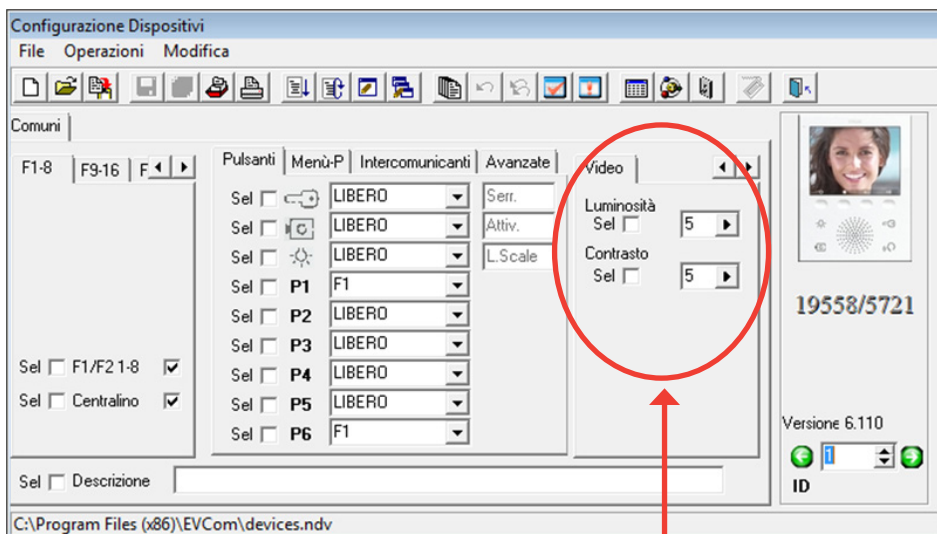 Configurazione Dispositivi
File Operazioni Modifica
Comuni
F1-8 F9-16 F
Pulsanti Menù-P Intercomunicanti Avanzate
Video
Sel LIBERO Serr.
Sel LIBERO Attiv.
Sel LIBERO L.Scale
Sel P1 F1
Sel P2 LIBERO
Sel P3 LIBERO
Sel P4 LIBERO
Sel P5 LIBERO
Sel P6 F1
Luminosità
Sel 5
Contrasto
Sel 5
Sel F1/F2 1-8
Sel Centralino
19558/5721
Versione 6.110
1
ID
Sel Descrizione
C:\Program Files (x86)\EVCom\devices.ndv